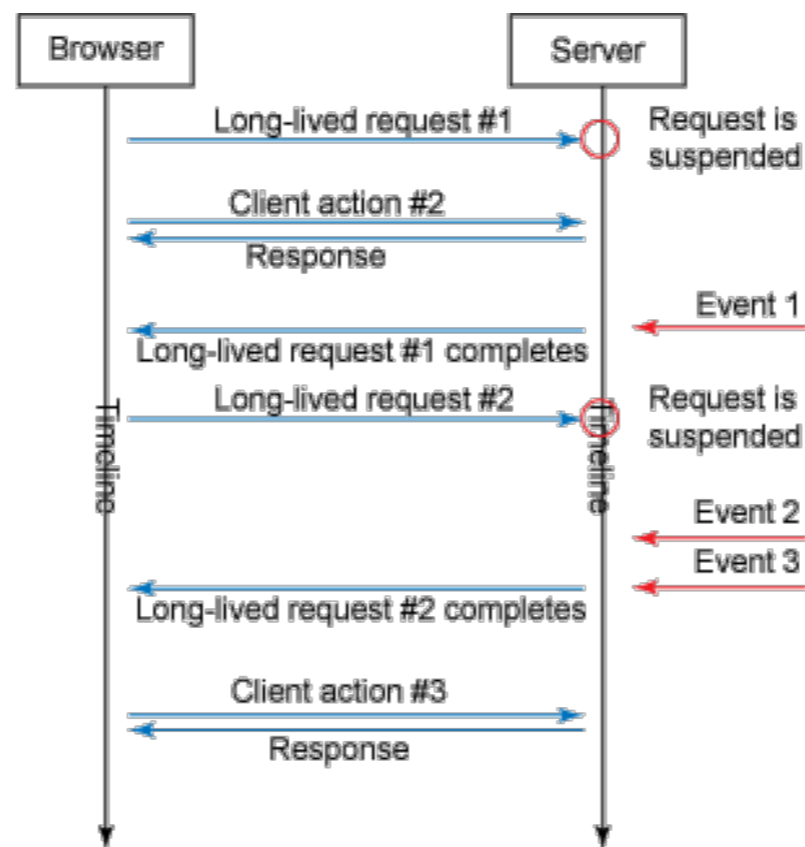 Browser
Server
Long-lived request #1
Request is
suspended
Client action #2
Response
Event 1
Long-lived request #1 completes
Long-lived request #2
Request is
suspended
Timeline
Timeline
Event 2
Event 3
Long-lived request #2 completes
Client action #3
Response